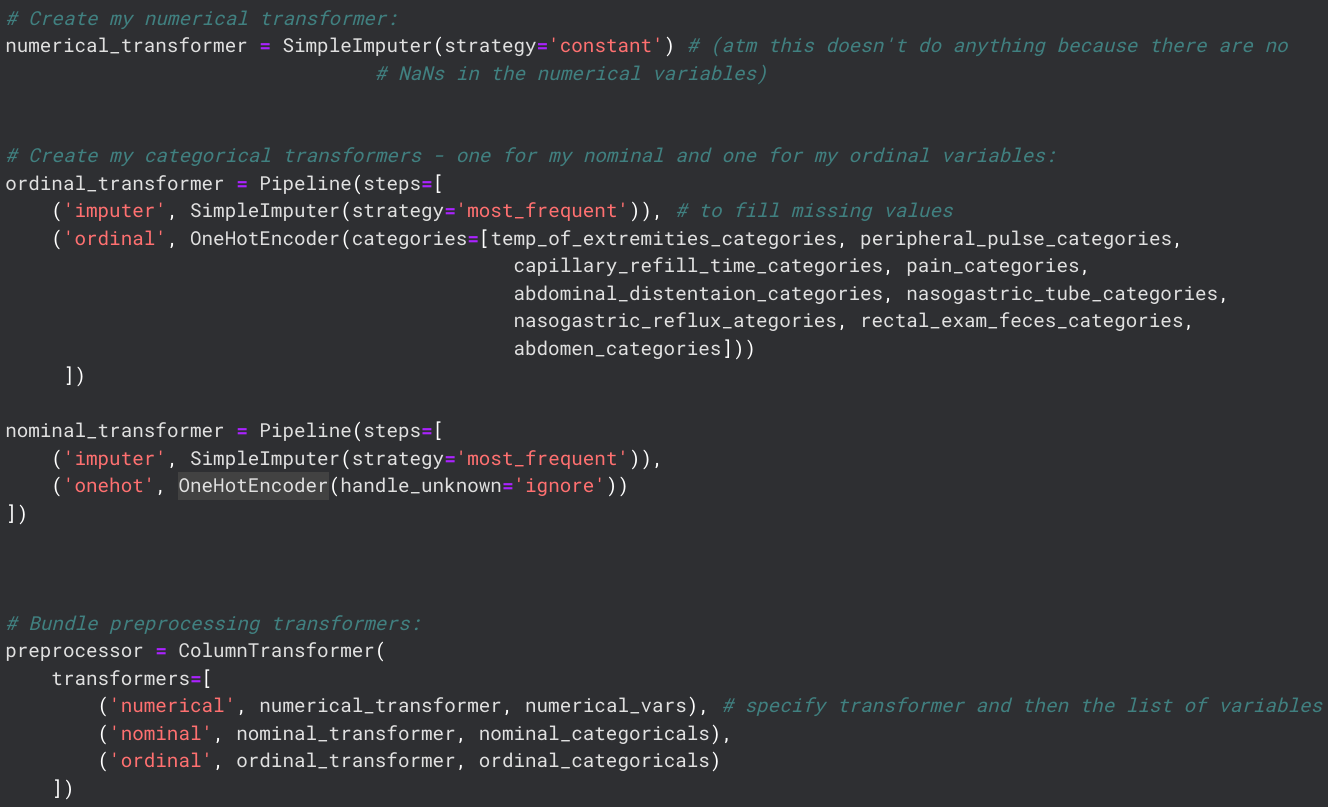 # Create my numerical transformer:
numerical_transformer = SimpleImputer(strategy='constant') # (atm this doesn't do anything because there are no
# NaNs in the numerical variables)
# Create my categorical transformers - one for my nominal and one for my ordinal variables:
ordinal_transformer = Pipeline(steps=[
('imputer', SimpleImputer(strategy='most_frequent')), # to fill missing values
('ordinal', OneHotEncoder(categories=[temp_of_extremities_categories, peripheral_pulse_categories,
capillary_refill_time_categories, pain_categories,
abdominal_distentaion_categories, nasogastric_tube_categories,
nasogastric_reflux_ategories, rectal_exam_feces_categories,
abdomen_categories]))
])
nominal_transformer = Pipeline(steps=[
('imputer', SimpleImputer(strategy='most_frequent')),
('onehot', OneHotEncoder(handle_unknown='ignore'))
])
# Bundle preprocessing transformers:
preprocessor = ColumnTransformer(
transformers=[
('numerical', numerical_transformer, numerical_vars), # specify transformer and then the list of variables
('nominal', nominal_transformer, nominal_categoricals),
('ordinal', ordinal_transformer, ordinal_categoricals)
])